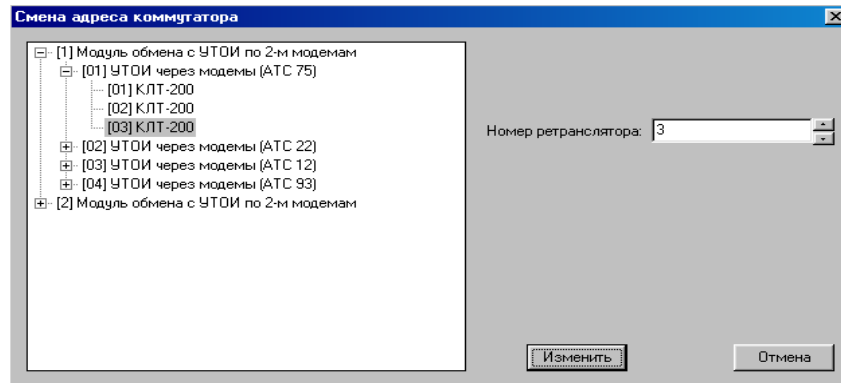 Смена адреса коммутатора
[1] Модуль обмена с УТОИ по 2-м модемам
[01] УТОИ через модемы (АТС 75)
[01] КЛТ-200
[02] КЛТ-200
[03] КЛТ-200
[02] УТОИ через модемы (АТС 22)
[03] УТОИ через модемы (АТС 12)
[04] УТОИ через модемы (АТС 93)
[2] Модуль обмена с УТОИ по 2-м модемам
Номер ретранслятора: 3
Изменить
Отмена